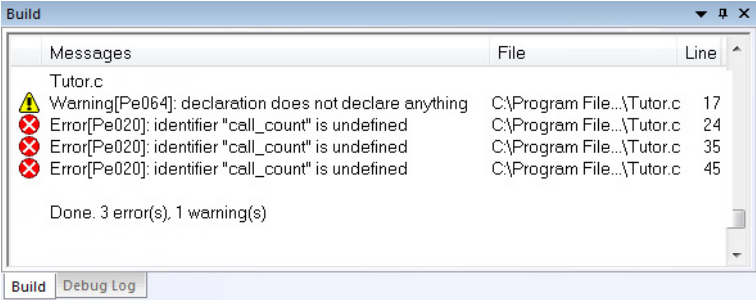 Build
Messages File Line
Tutor.c
Warning[Pe064]: declaration does not declare anything C:\Program File...\Tutor.c 17
Error[Pe020]: identifier "call_count" is undefined C:\Program File...\Tutor.c 24
Error[Pe020]: identifier "call_count" is undefined C:\Program File...\Tutor.c 35
Error[Pe020]: identifier "call_count" is undefined C:\Program File...\Tutor.c 45
Done. 3 error(s), 1 warning(s)
Build Debug Log